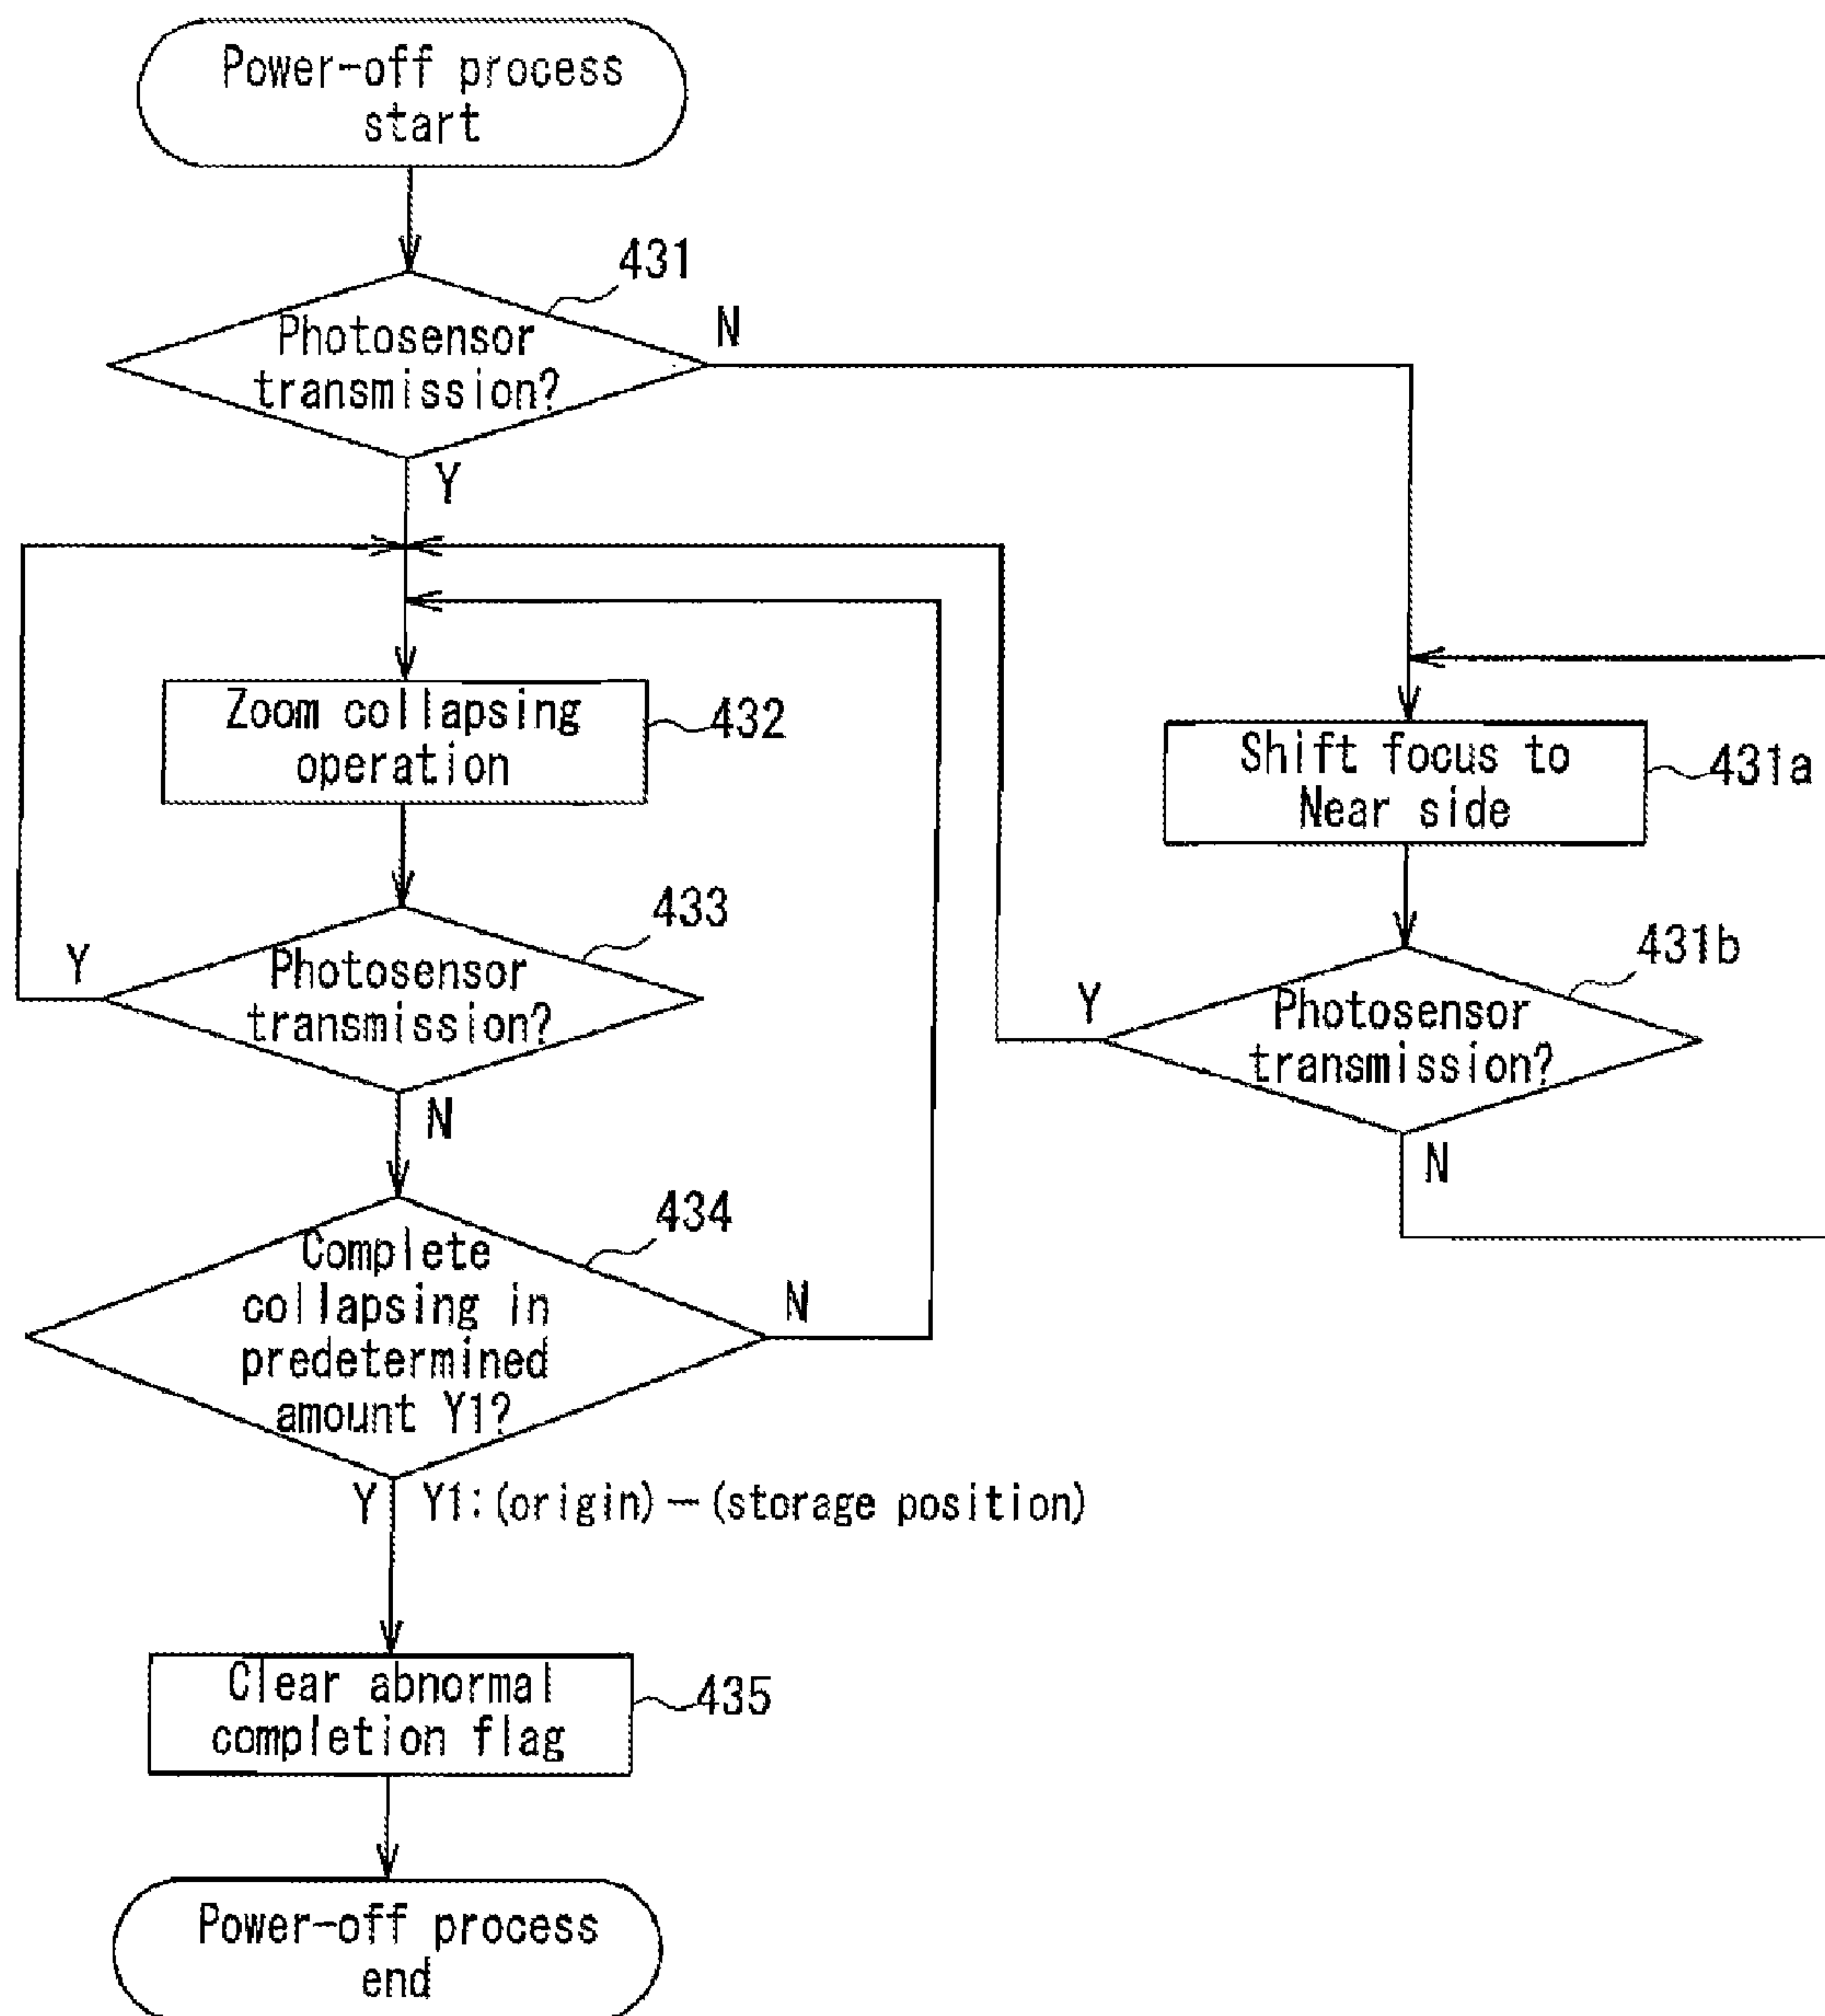 Power-off process
start
431
Photosensor
transmission?
N
Y
Zoom collapsing
operation
432
Shift focus to
Near side
431a
433
Photosensor
transmission?
Y
N
431b
Photosensor
transmission?
Y
N
434
Complete
collapsing in
predetermined
amount Y1?
N
Y
Y1:(origin)—(storage position)
Clear abnormal
completion flag
435
Power-off process
end